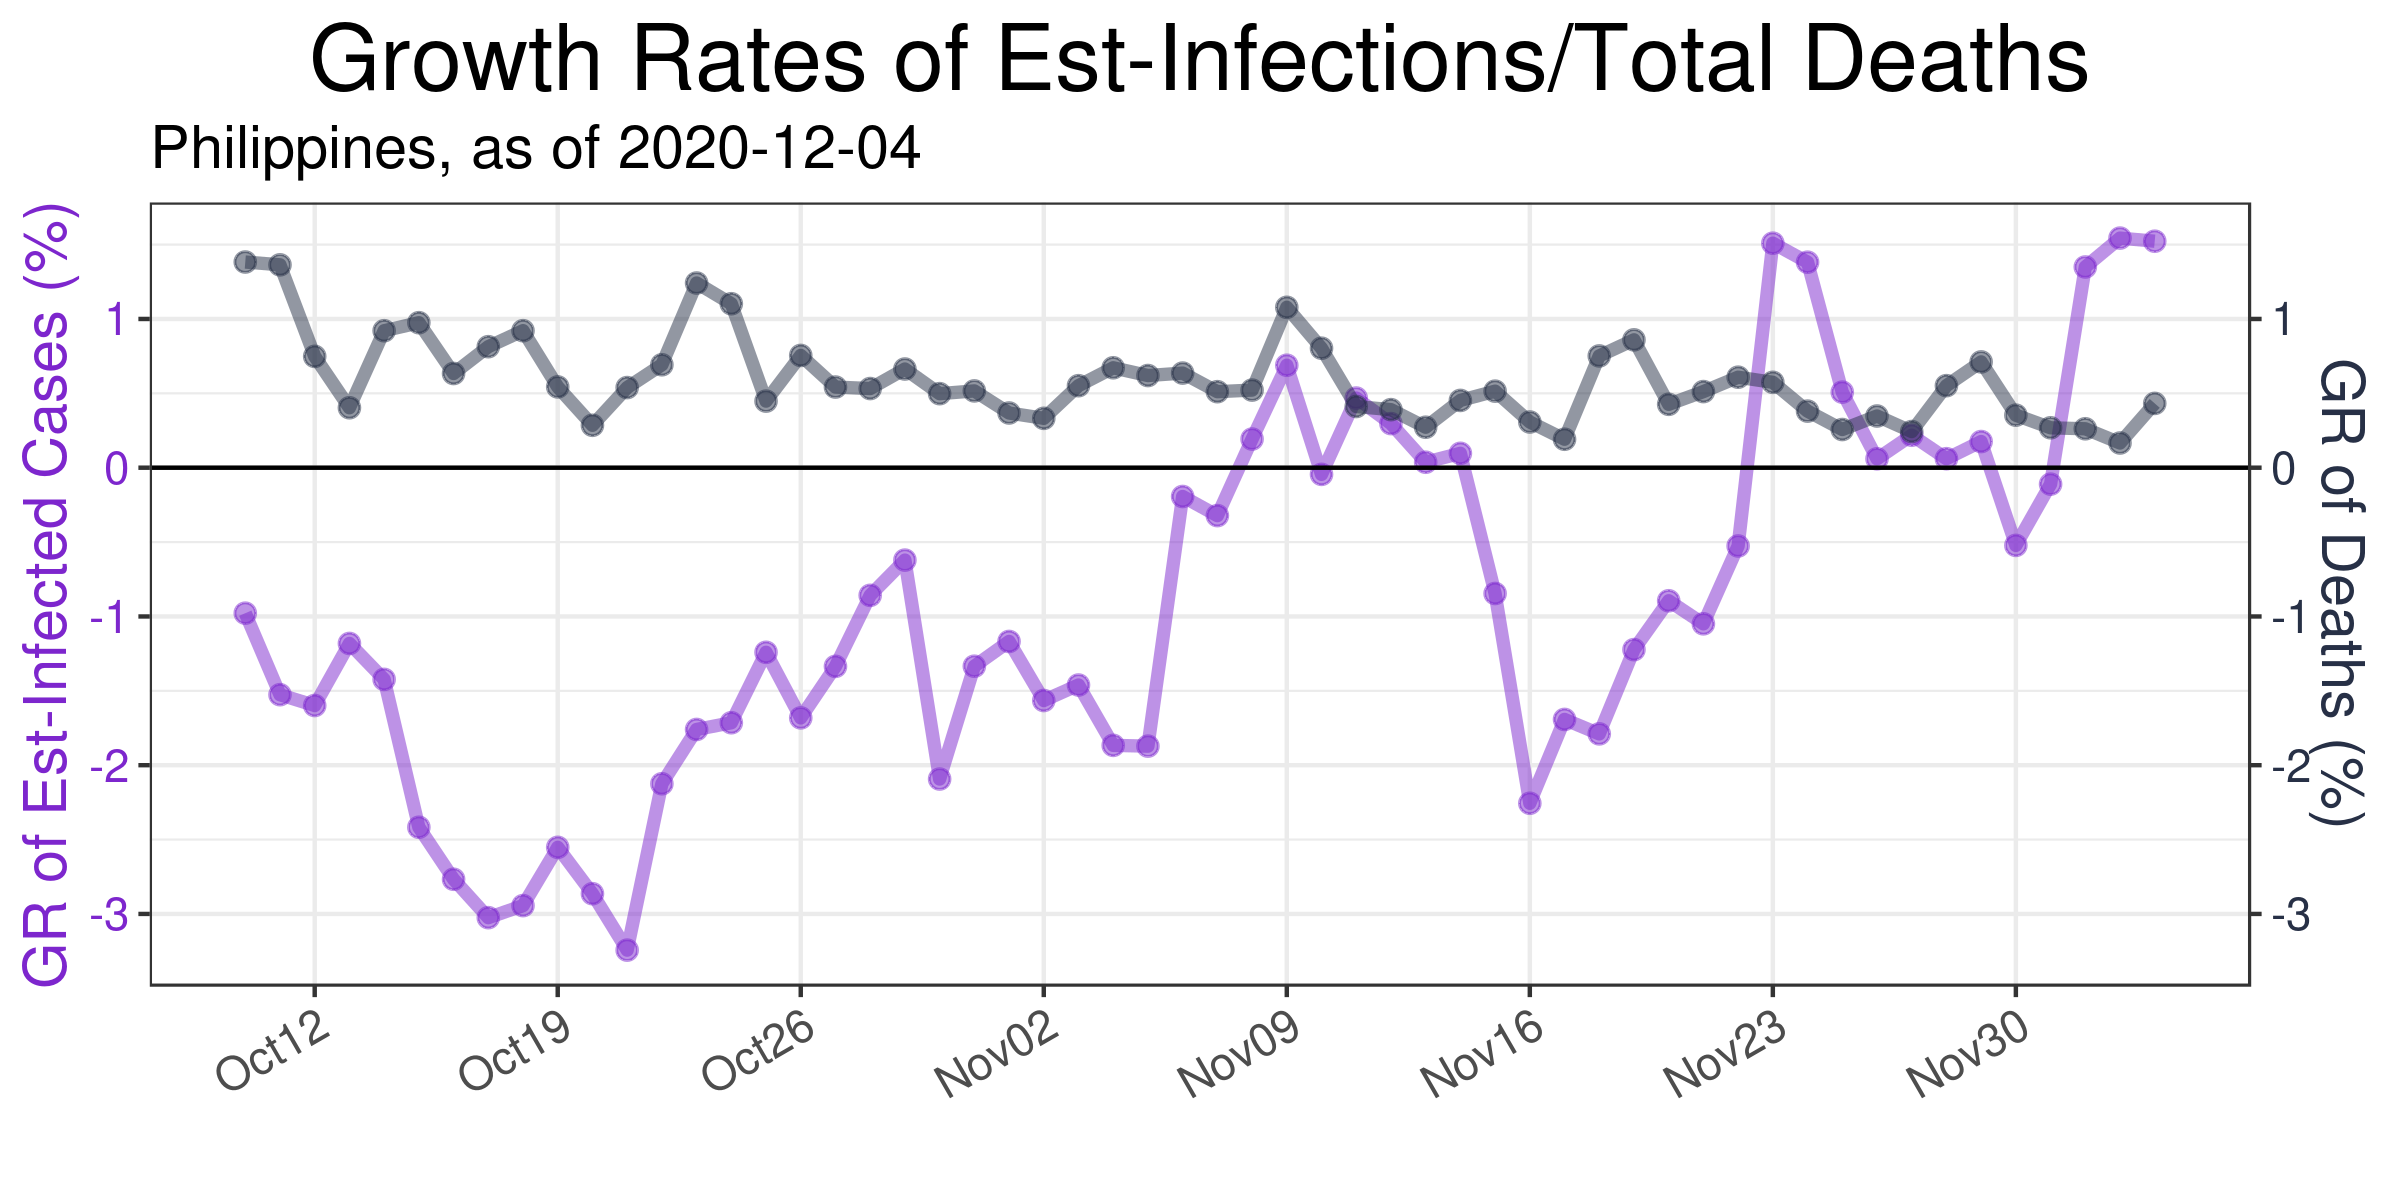 Growth Rates of Est-Infections/Total Deaths
Philippines, as of 2020-12-04
GR of Est-Infected Cases (%)
1
0
-1
-2
-3
1
0
-1
-2
-3
GR of Deaths (%)
Oct12
Oct19
Oct26
Nov02
Nov09
Nov16
Nov23
Nov30